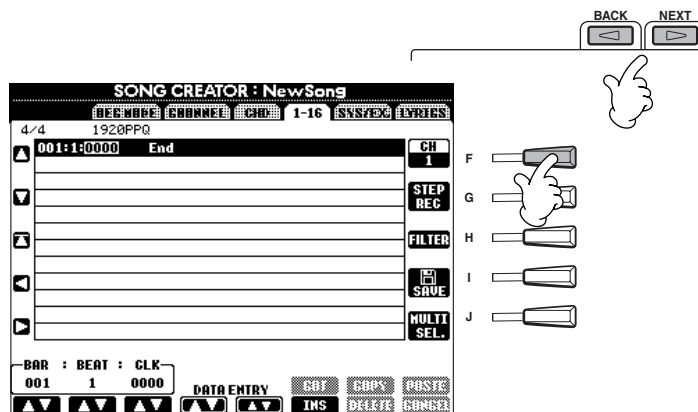 BACK NEXT
SONG CREATOR : NewSong
REC MODE CHANNEL CHD 1-16 SYS/EX. LYRICS
4/4 1920PPQ
001:1:0000 End
CH
1
F
STEP
REC
G
FILTER
H
SAVE
I
MULTI
SEL.
J
BAR : BEAT : CLK
001 1 0000
DATA ENTRY
CUT COPY PASTE
INS DELETE CANCEL